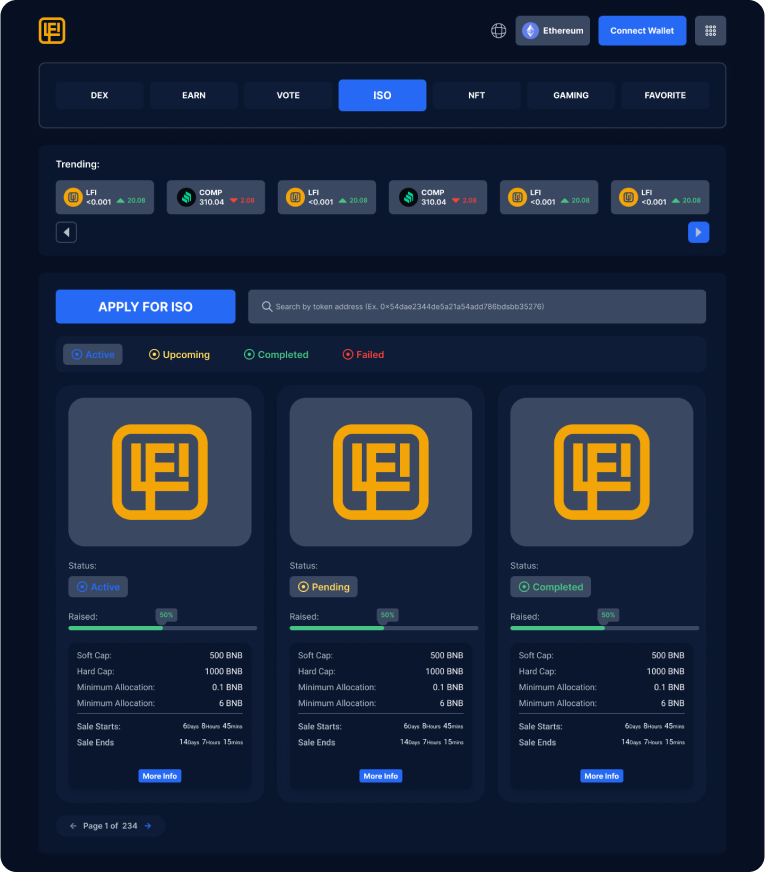 LFI
Ethereum
Connect Wallet
DEX
EARN
VOTE
ISO
NFT
GAMING
FAVORITE
Trending:
LFI
<0.001 20.08
COMP
310.04 2.08
LFI
<0.001 20.08
COMP
310.04 2.08
LFI
<0.001 20.08
LFI
<0.001 20.08
APPLY FOR ISO
Search by token address (Ex. 0x54dae2344de5a21a54add786bdsbb35276)
Active
Upcoming
Completed
Failed
LFI
Status:
Active
Raised:
50%
Soft Cap: 500 BNB
Hard Cap: 1000 BNB
Minimum Allocation: 0.1 BNB
Minimum Allocation: 6 BNB
Sale Starts: 6Days 8Hours 45mins
Sale Ends 14Days 7Hours 15mins
More Info
LFI
Status:
Pending
Raised:
50%
Soft Cap: 500 BNB
Hard Cap: 1000 BNB
Minimum Allocation: 0.1 BNB
Minimum Allocation: 6 BNB
Sale Starts: 6Days 8Hours 45mins
Sale Ends 14Days 7Hours 15mins
More Info
LFI
Status:
Completed
Raised:
50%
Soft Cap: 500 BNB
Hard Cap: 1000 BNB
Minimum Allocation: 0.1 BNB
Minimum Allocation: 6 BNB
Sale Starts: 6Days 8Hours 45mins
Sale Ends 14Days 7Hours 15mins
More Info
Page 1 of 234